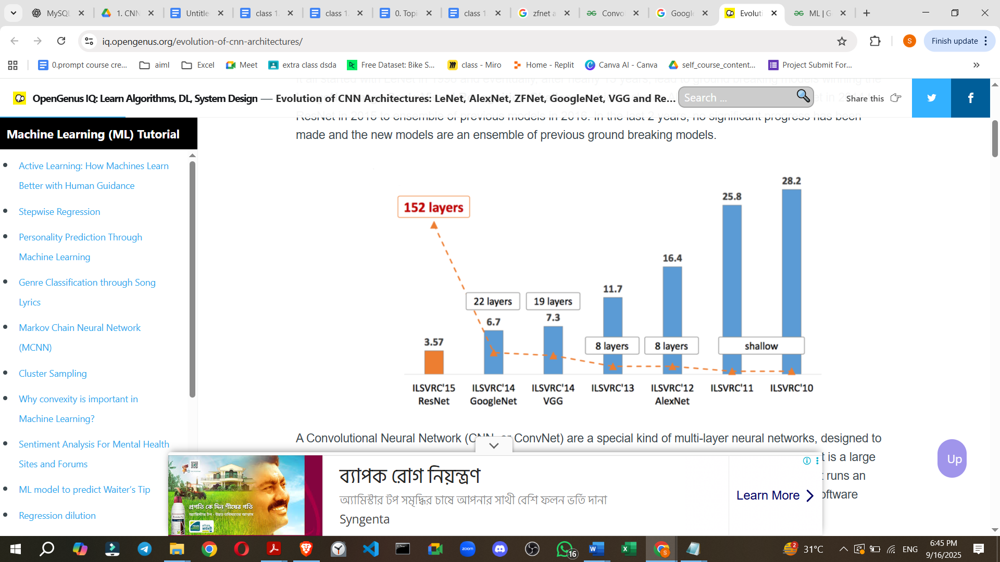 MySQL
1. CNN
Untitle
class 1
class 1
0. Topi
class 1
zfnet a
Convo
Google
Evoluti
ML | G
iq.opengenus.org/evolution-of-cnn-architectures/
S
Finish update
0.prompt course cre...
aiml
Excel
Meet
extra class dsda
Free Dataset: Bike S...
class - Miro
Home - Replit
Canva AI - Canva
self_course_content...
Project Submit For...
OpenGenus IQ: Learn Algorithms, DL, System Design — Evolution of CNN Architectures: LeNet, AlexNet, ZFNet, GoogleNet, VGG and Re...
Search ...
Share this
Machine Learning (ML) Tutorial
Active Learning: How Machines Learn
Better with Human Guidance
Stepwise Regression
Personality Prediction Through
Machine Learning
Genre Classification through Song
Lyrics
Markov Chain Neural Network
(MCNN)
Cluster Sampling
Why convexity is important in
Machine Learning?
Sentiment Analysis For Mental Health
Sites and Forums
ML model to predict Waiter's Tip
Regression dilution
ResNet in 2015 to ensemble of previous models in 2016. In the last 2 years, no significant progress has been
made and the new models are an ensemble of previous ground breaking models.
152 layers
22 layers
19 layers
8 layers
8 layers
shallow
3.57
6.7
7.3
11.7
16.4
25.8
28.2
ILSVRC'15
ResNet
ILSVRC'14
GoogleNet
ILSVRC'14
VGG
ILSVRC'13
ILSVRC'12
AlexNet
ILSVRC'11
ILSVRC'10
A Convolutional Neural Network (CNN, or ConvNet) are a special kind of multi-layer neural networks, designed to
t is a large
runs an
oftware
Up
প্রগতি কে দিন শীষের গতি
ব্যাপক রোগ নিয়ন্ত্রণ
অ্যামিস্টার টপ সমৃদ্ধির চাষে আপনার সাথী বেশি ফলন ভর্তি দানা
Syngenta
Learn More
zoom
16
2
31°C
ENG
6:45 PM
9/16/2025